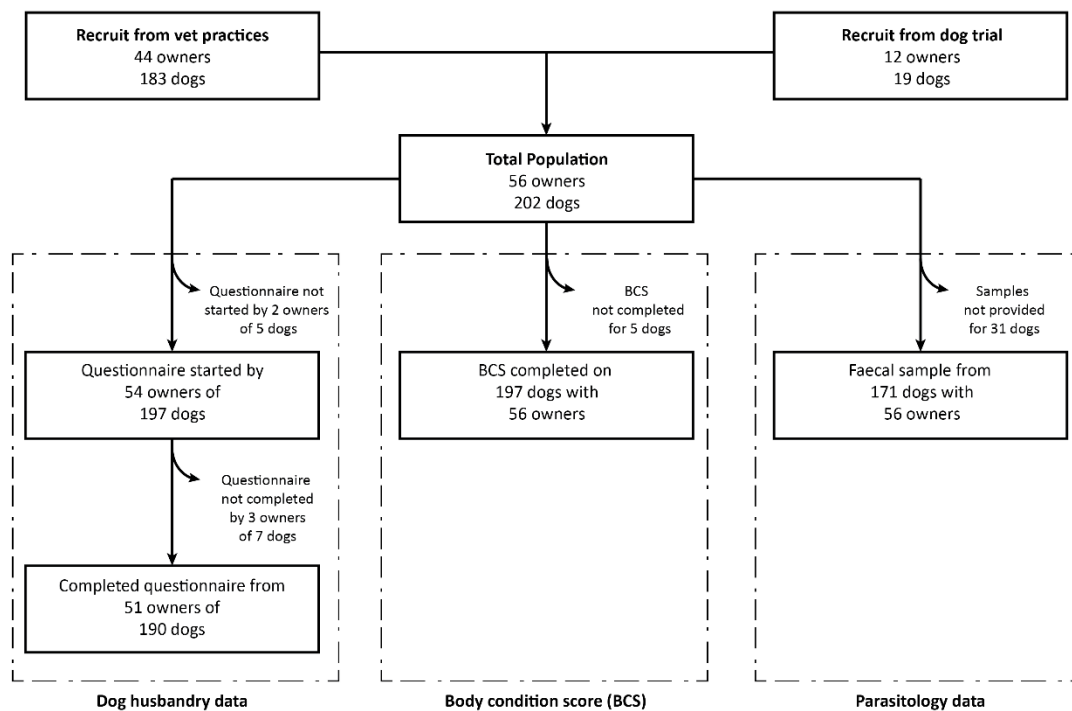 Recruit from vet practices
44 owners
183 dogs
Recruit from dog trial
12 owners
19 dogs
Total Population
56 owners
202 dogs
Questionnaire not
started by 2 owners
of 5 dogs
BCS
not completed
for 5 dogs
Samples
not provided
for 31 dogs
Questionnaire started by
54 owners of
197 dogs
BCS completed on
197 dogs with
56 owners
Faecal sample from
171 dogs with
56 owners
Questionnaire
not completed
by 3 owners
of 7 dogs
Completed questionnaire from
51 owners of
190 dogs
Dog husbandry data
Body condition score (BCS)
Parasitology data